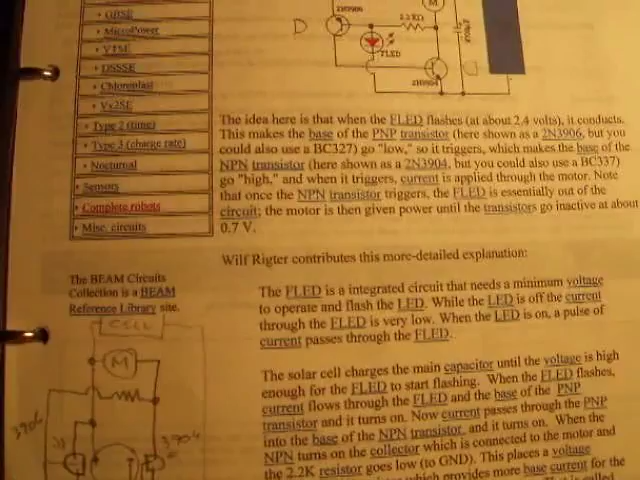 GBSE
MicroPower
V1SE
DSSSE
Chloroplast
Vx2SE
Type 2 (time)
Type 3 (charge rate)
Nocturnal
Sensors
Complete robots
Misc. circuits
2N3906
M
2.2KΩ
D
FLED
2N3904
The idea here is that when the FLED flashes (at about 2.4 volts), it conducts.
This makes the base of the PNP transistor (here shown as a 2N3906, but you
could also use a BC327) go "low," so it triggers, which makes the base of the
NPN transistor (here shown as a 2N3904, but you could also use a BC337)
go "high," and when it triggers, current is applied through the motor. Note
that once the NPN transistor triggers, the FLED is essentially out of the
circuit; the motor is then given power until the transistors go inactive at about
0.7 V.
Wilf Rigter contributes this more-detailed explanation:
The BEAM Circuits
Collection is a BEAM
Reference Library site.
The FLED is a integrated circuit that needs a minimum voltage
to operate and flash the LED. While the LED is off the current
through the FLED is very low. When the LED is on, a pulse of
current passes through the FLED.
The solar cell charges the main capacitor until the voltage is high
enough for the FLED to start flashing. When the FLED flashes,
current flows through the FLED and the base of the PNP
transistor and it turns on. Now current passes through the PNP
into the base of the NPN transistor, and it turns on. When the
NPN turns on the collector which is connected to the motor and
the 2.2K resistor goes low (to GND). This places a voltage
which provides more base current for the
CELL
M
3906
3904